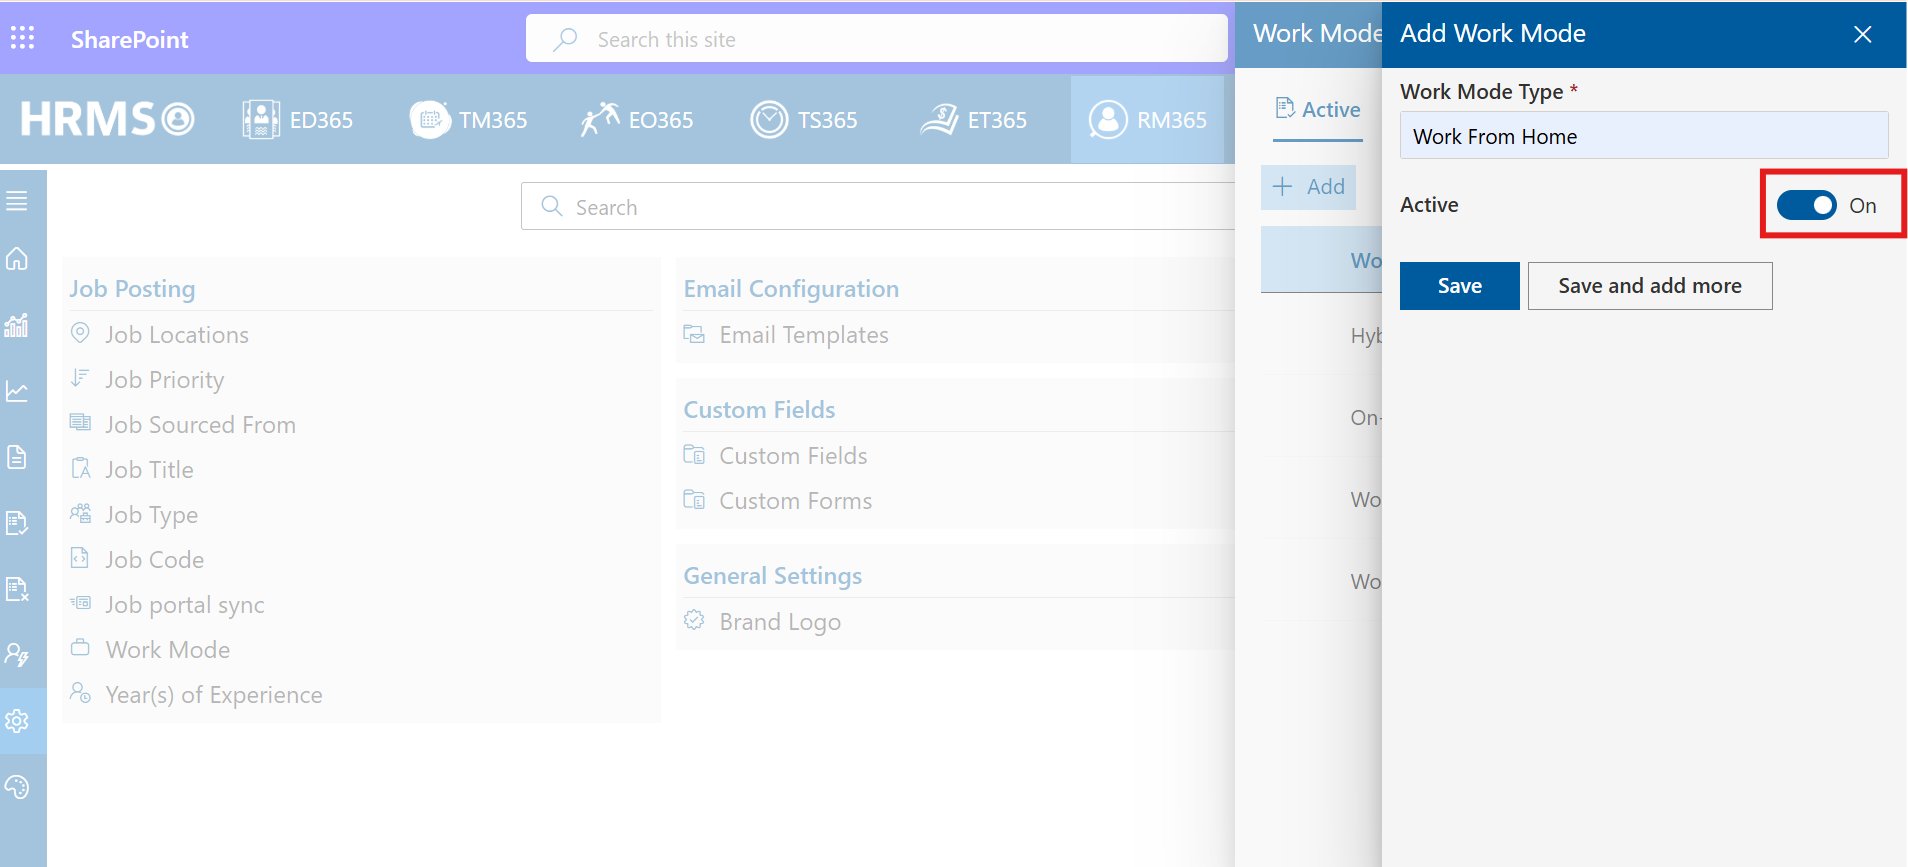 SharePoint
Search this site
HRMS
ED365
TM365
EO365
TS365
ET365
RM365
Search
Job Posting
Job Locations
Job Priority
Job Sourced From
Job Title
Job Type
Job Code
Job portal sync
Work Mode
Year(s) of Experience
Email Configuration
Email Templates
Custom Fields
Custom Fields
Custom Forms
General Settings
Brand Logo
Work Mode
Active
Add
Wo
Hyb
On-
Wo
Wo
Add Work Mode
Work Mode Type *
Work From Home
Active
On
Save
Save and add more